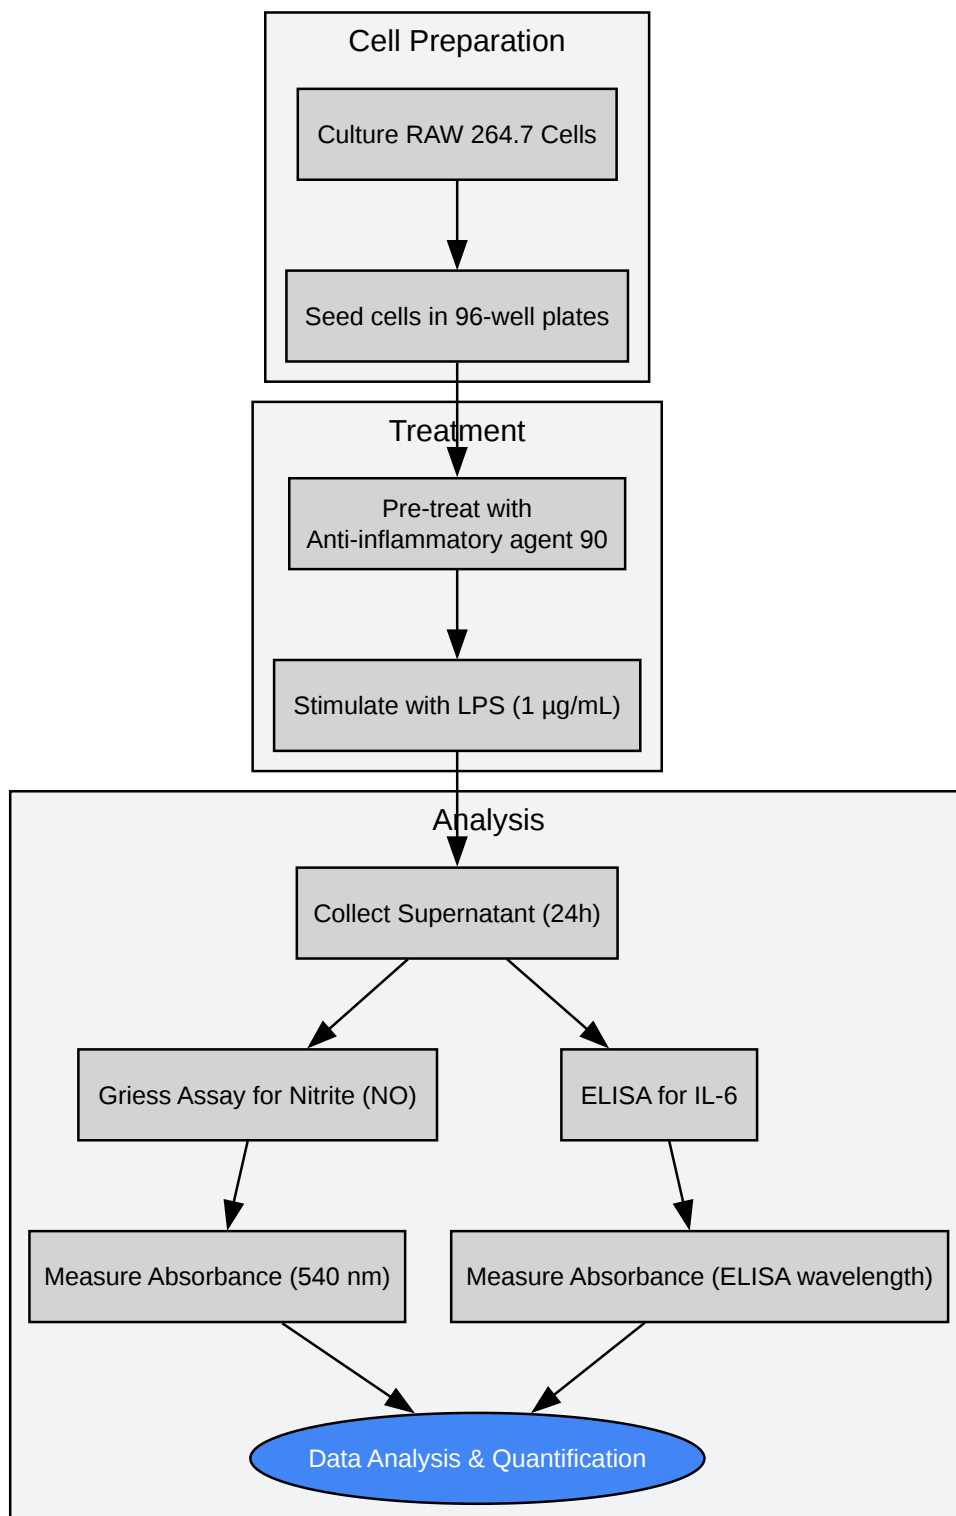 Cell Preparation
Culture RAW 264.7 Cells
Seed cells in 96-well plates
Treatment
Pre-treat with
Anti-inflammatory agent 90
Stimulate with LPS (1 µg/mL)
Analysis
Collect Supernatant (24h)
Griess Assay for Nitrite (NO)
ELISA for IL-6
Measure Absorbance (540 nm)
Measure Absorbance (ELISA wavelength)
Data Analysis & Quantification